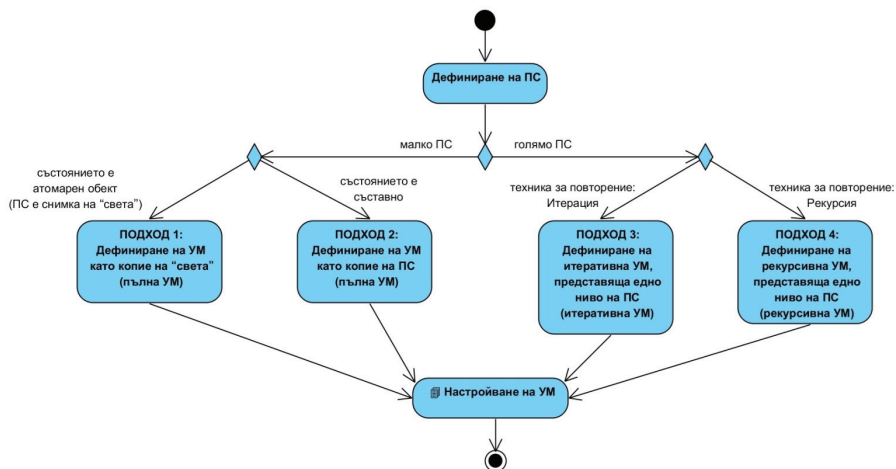 Дефиниране на ПС
малко ПС
голямо ПС
състоянието е
атомарен обект
(ПС е снимка на “света”)
състоянието е
съставно
техника за повторение:
Итерация
техника за повторение:
Рекурсия
ПОДХОД 1:
Дефиниране на УМ
като копие на “света”
(пълна УМ)
ПОДХОД 2:
Дефиниране на УМ
като копие на ПС
(пълна УМ)
ПОДХОД 3:
Дефиниране на
итеративна УМ,
представяща едно
ниво на ПС
(итеративна УМ)
ПОДХОД 4:
Дефиниране на
рекурсивна УМ,
представяща едно
ниво на ПС
(рекурсивна УМ)
Настройване на УМ